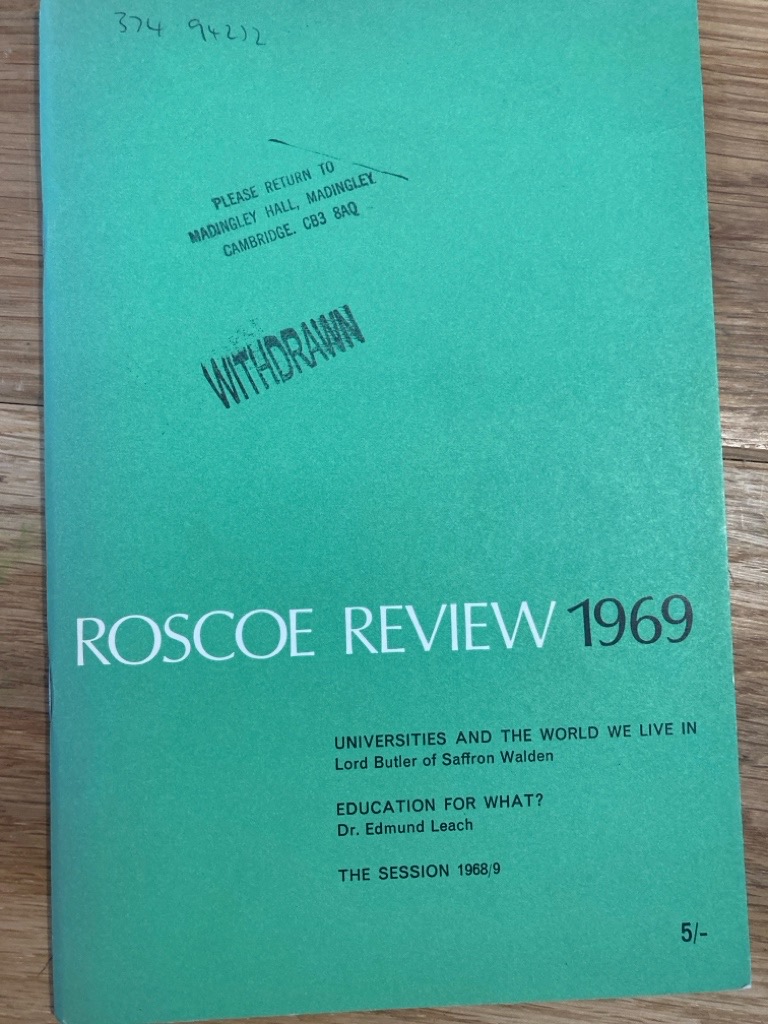 374 94212
PLEASE RETURN TO
MADINGLEY HALL, MADINGLEY
CAMBRIDGE. CB3 8AQ
WITHDRAWN
ROSCOE REVIEW 1969
UNIVERSITIES AND THE WORLD WE LIVE IN
Lord Butler of Saffron Walden
EDUCATION FOR WHAT?
Dr. Edmund Leach
THE SESSION 1968/9
5/-